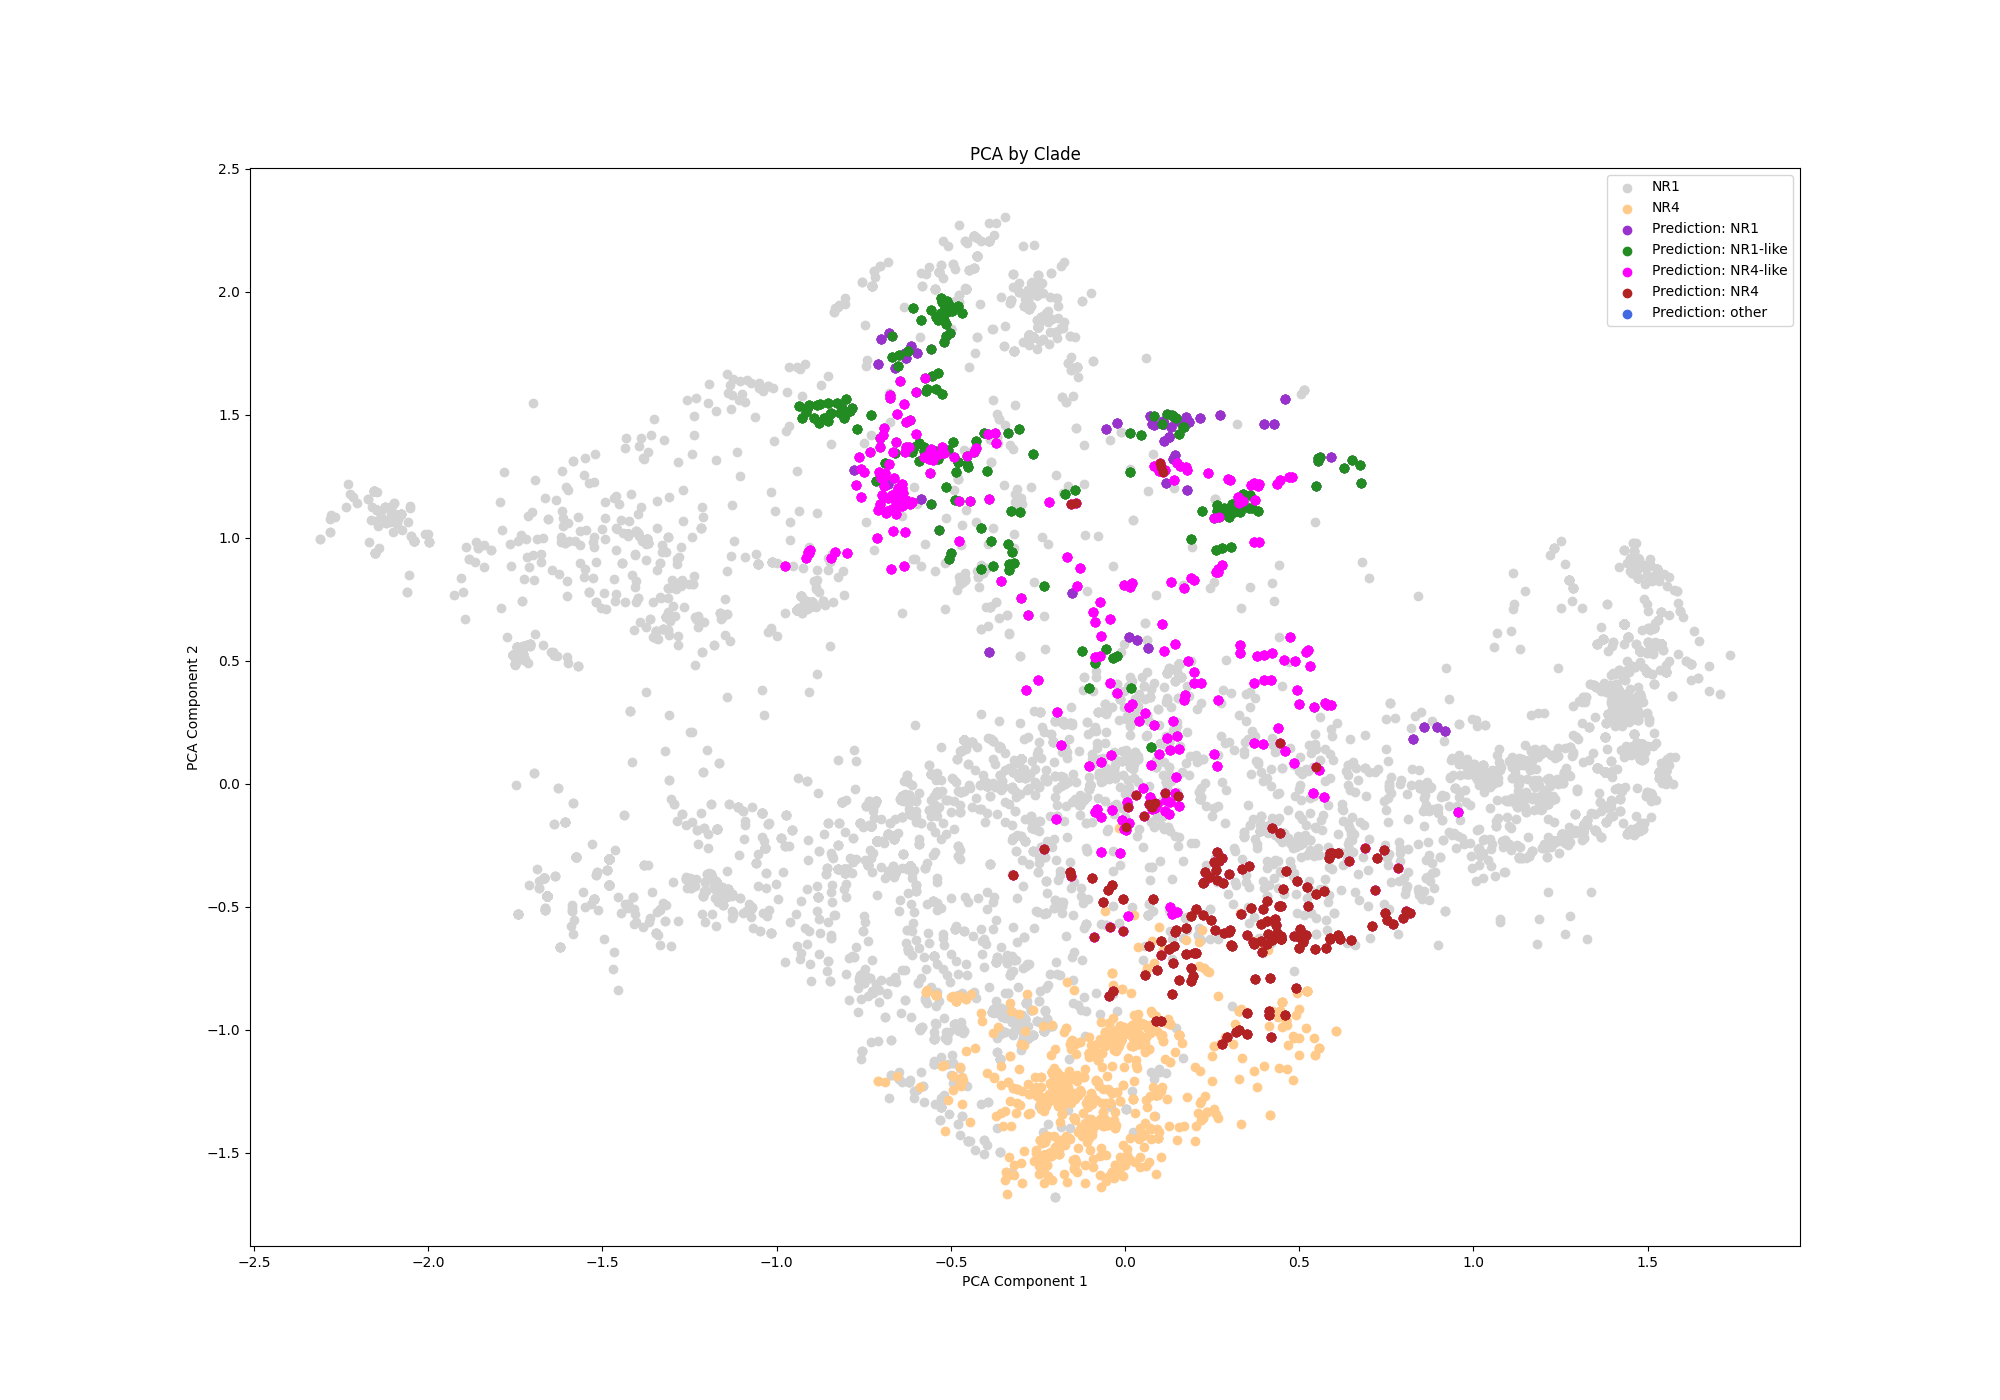 PCA by Clade
NR1
NR4
Prediction: NR1
Prediction: NR1-like
Prediction: NR4-like
Prediction: NR4
Prediction: other
PCA Component 2
2.5
2.0
1.5
1.0
0.5
0.0
−0.5
−1.0
−1.5
−2.5
−2.0
−1.5
−1.0
−0.5
0.0
0.5
1.0
1.5
PCA Component 1